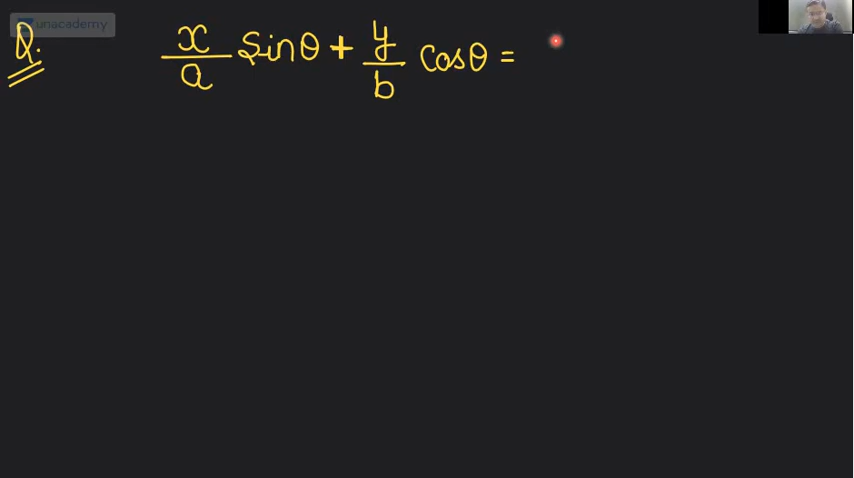 unacademy
Q. x/a sinθ + y/b cosθ =